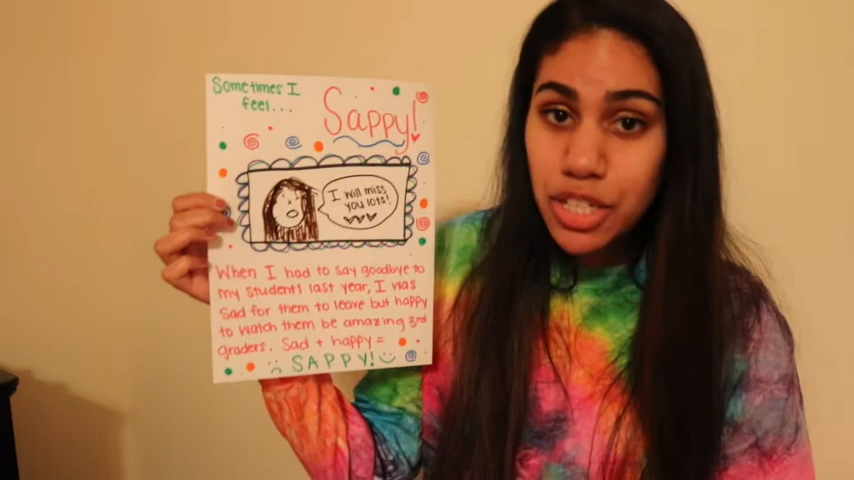 Sometimes I
feel...
Sappy!
I will miss
you lots!
When I had to say goodbye to
my students last year, I was
sad for them to leave but happy
to watch them be amazing 3rd
graders. Sad + happy =
SAPPY!